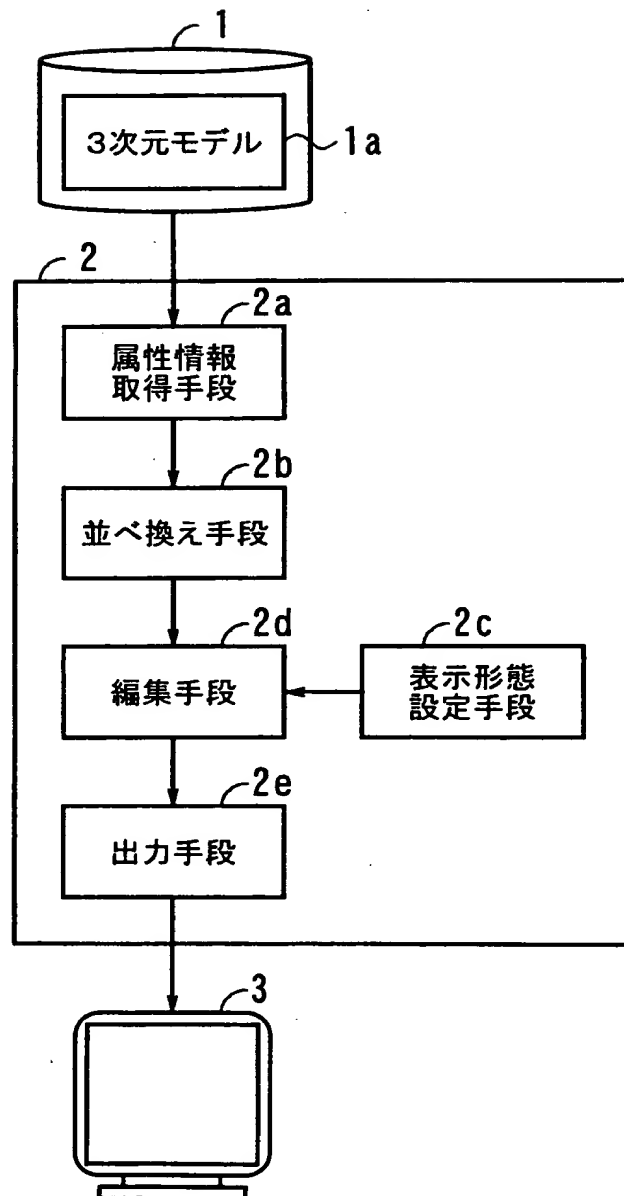 1
3次元モデル
1a
2
2a
属性情報
取得手段
2b
並べ換え手段
2d
編集手段
2c
表示形態
設定手段
2e
出力手段
3